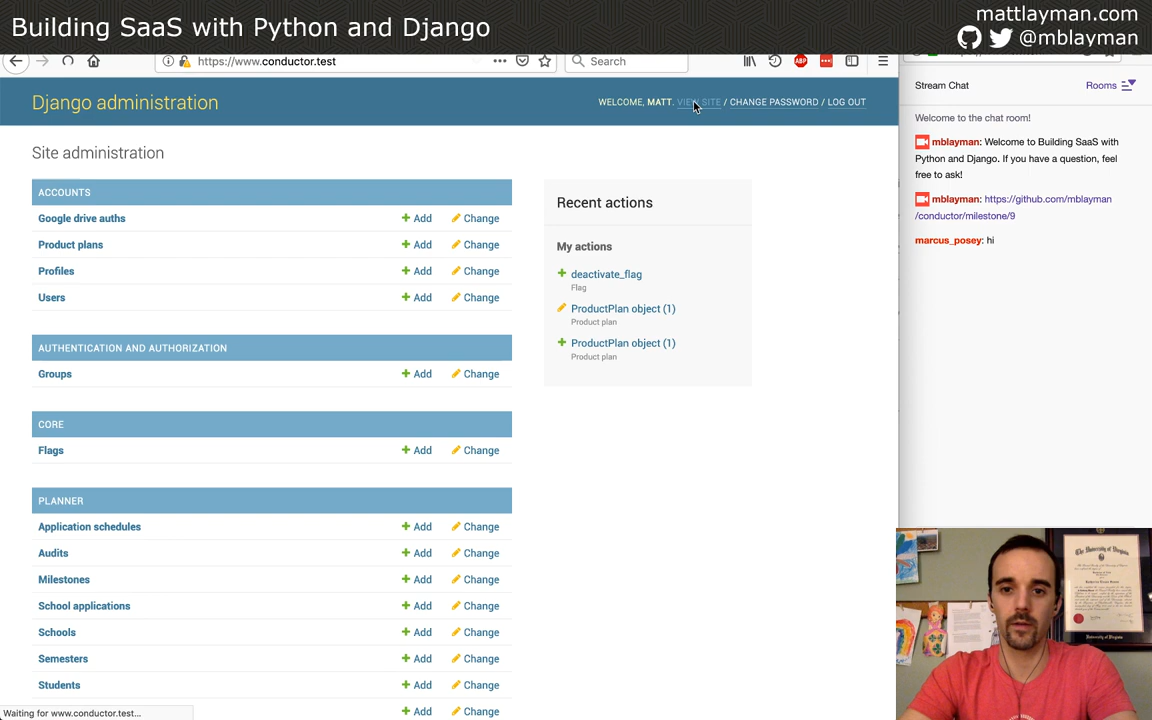 Building SaaS with Python and Django
mattlayman.com
@mblayman
https://www.conductor.test
Search
ABP
Django administration
WELCOME, MATT. VIEW SITE / CHANGE PASSWORD / LOG OUT
Site administration
ACCOUNTS
Google drive auths Add Change
Product plans Add Change
Profiles Add Change
Users Add Change
AUTHENTICATION AND AUTHORIZATION
Groups Add Change
CORE
Flags Add Change
PLANNER
Application schedules Add Change
Audits Add Change
Milestones Add Change
School applications Add Change
Schools Add Change
Semesters Add Change
Students Add Change
Add Change
Waiting for www.conductor.test...
Recent actions
My actions
deactivate_flag
Flag
ProductPlan object (1)
Product plan
ProductPlan object (1)
Product plan
Stream Chat Rooms
Welcome to the chat room!
mblayman: Welcome to Building SaaS with
Python and Django. If you have a question, feel
free to ask!
mblayman: https://github.com/mblayman
/conductor/milestone/9
marcus_posey: hi
The University of Virginia